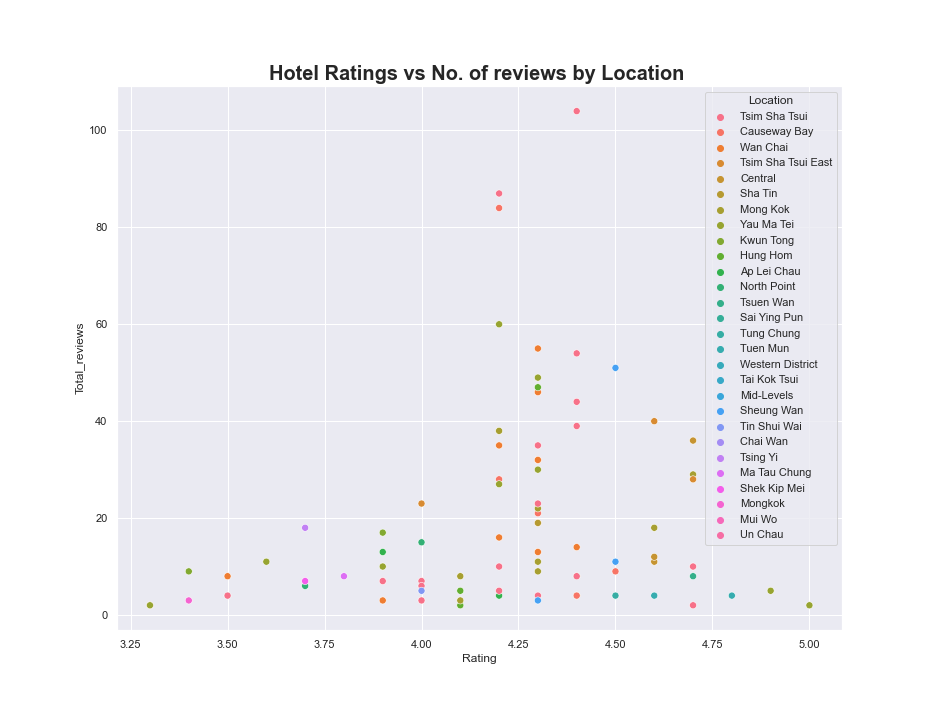 Hotel Ratings vs No. of reviews by Location
Location
Tsim Sha Tsui
Causeway Bay
Wan Chai
Tsim Sha Tsui East
Central
Sha Tin
Mong Kok
Yau Ma Tei
Kwun Tong
Hung Hom
Ap Lei Chau
North Point
Tsuen Wan
Sai Ying Pun
Tung Chung
Tuen Mun
Western District
Tai Kok Tsui
Mid-Levels
Sheung Wan
Tin Shui Wai
Chai Wan
Tsing Yi
Ma Tau Chung
Shek Kip Mei
Mongkok
Mui Wo
Un Chau
Total_reviews
100
80
60
40
20
0
3.25 3.50 3.75 4.00 4.25 4.50 4.75 5.00
Rating